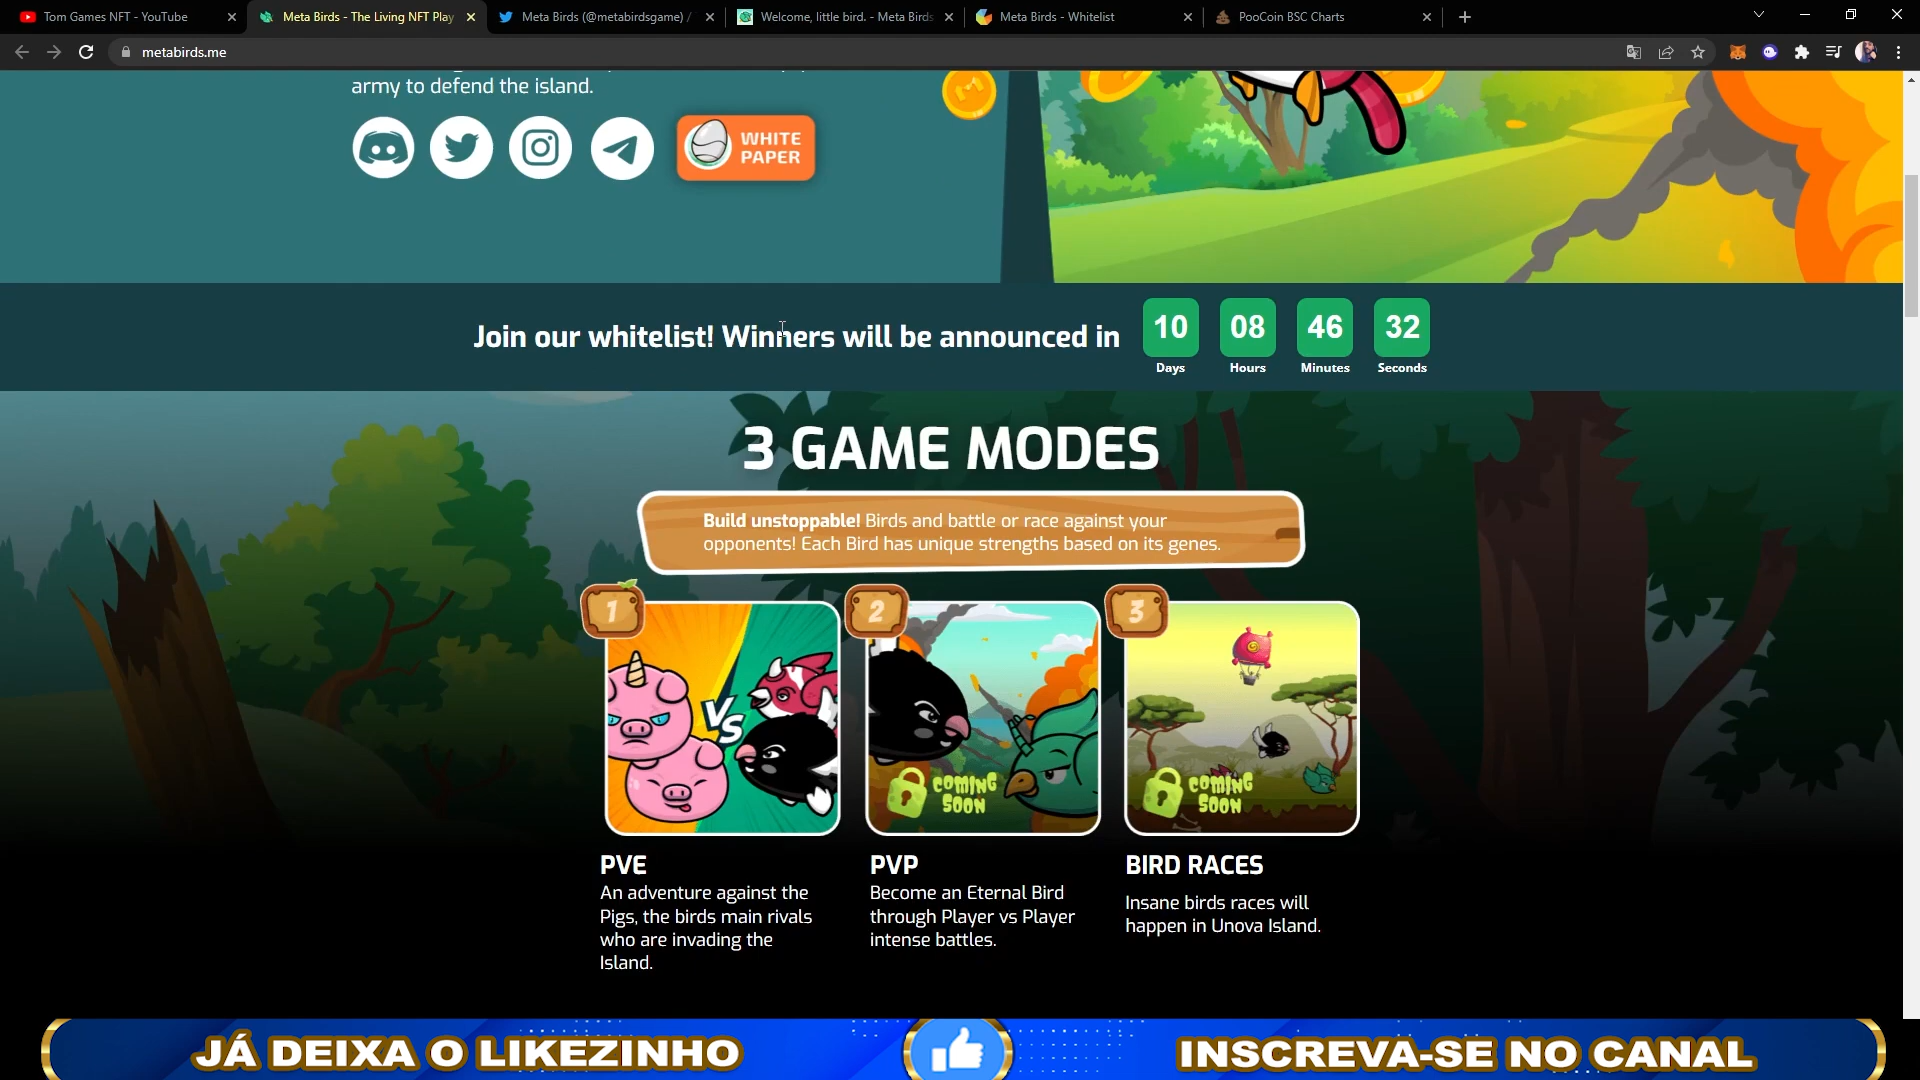 Tom Games NFT - YouTube
Meta Birds - The Living NFT Play
Meta Birds (@metabirdsgame) /
Welcome, little bird. - Meta Birds
Meta Birds - Whitelist
PooCoin BSC Charts
metabirds.me
army to defend the island.
WHITE
PAPER
Join our whitelist! Winners will be announced in
10 08 46 32
Days Hours Minutes Seconds
3 GAME MODES
Build unstoppable! Birds and battle or race against your
opponents! Each Bird has unique strengths based on its genes.
1
VS
2
COMING
SOON
3
COMING
SOON
PVE
An adventure against the
Pigs, the birds main rivals
who are invading the
Island.
PVP
Become an Eternal Bird
through Player vs Player
intense battles.
BIRD RACES
Insane birds races will
happen in Unova Island.
JÁ DEIXA O LIKEZINHO
INSCREVA-SE NO CANAL